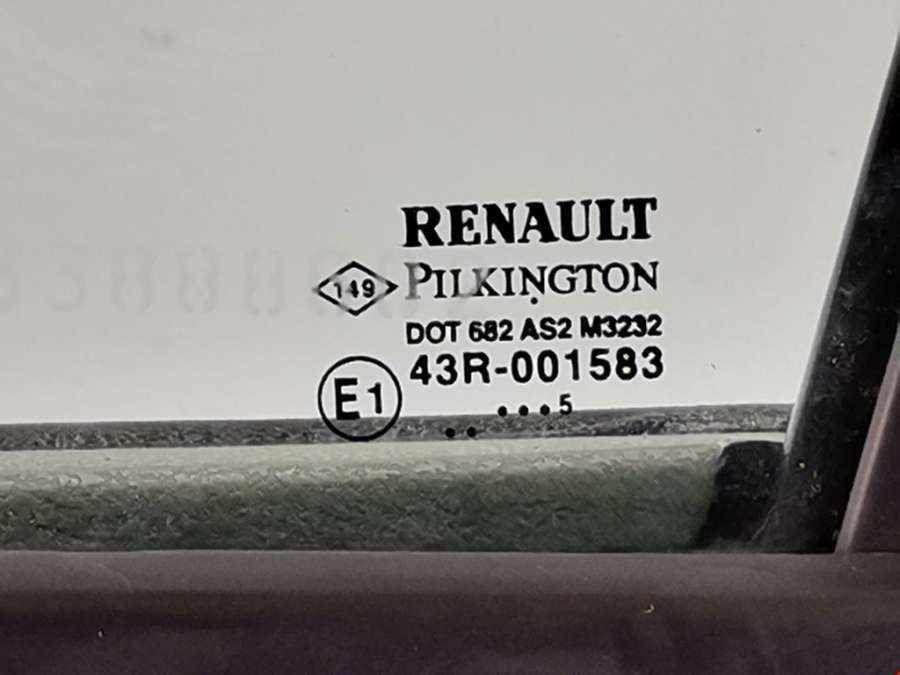 RENAULT
149 PILKINGTON
DOT 682 AS2 M3232
43R-001583
E1
•••5
••